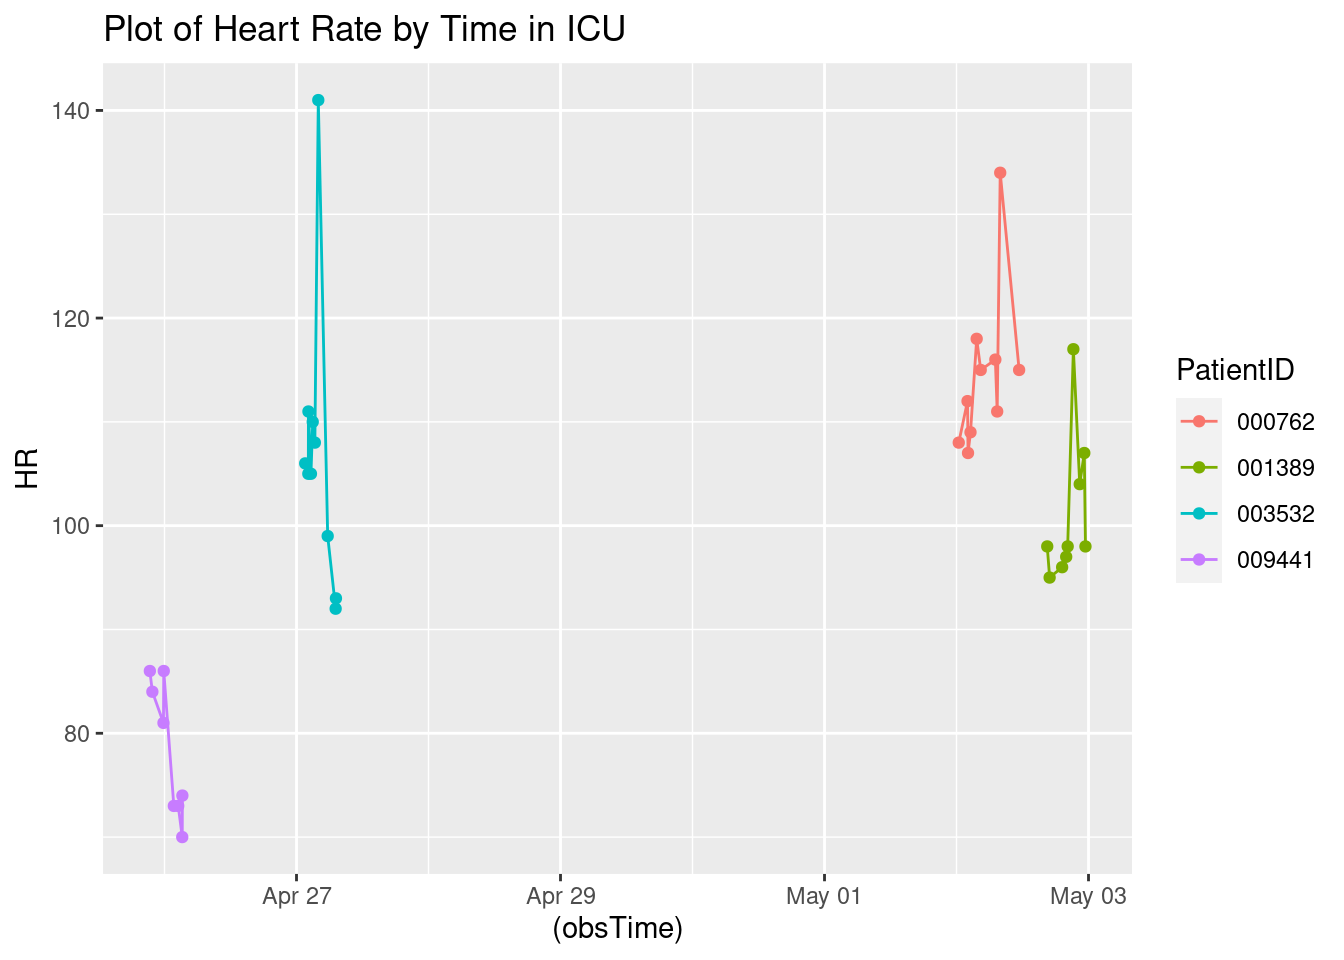 Plot of Heart Rate by Time in ICU
140
120
100
80
HR
Apr 27
Apr 29
May 01
May 03
(obsTime)
PatientID
000762
001389
003532
009441